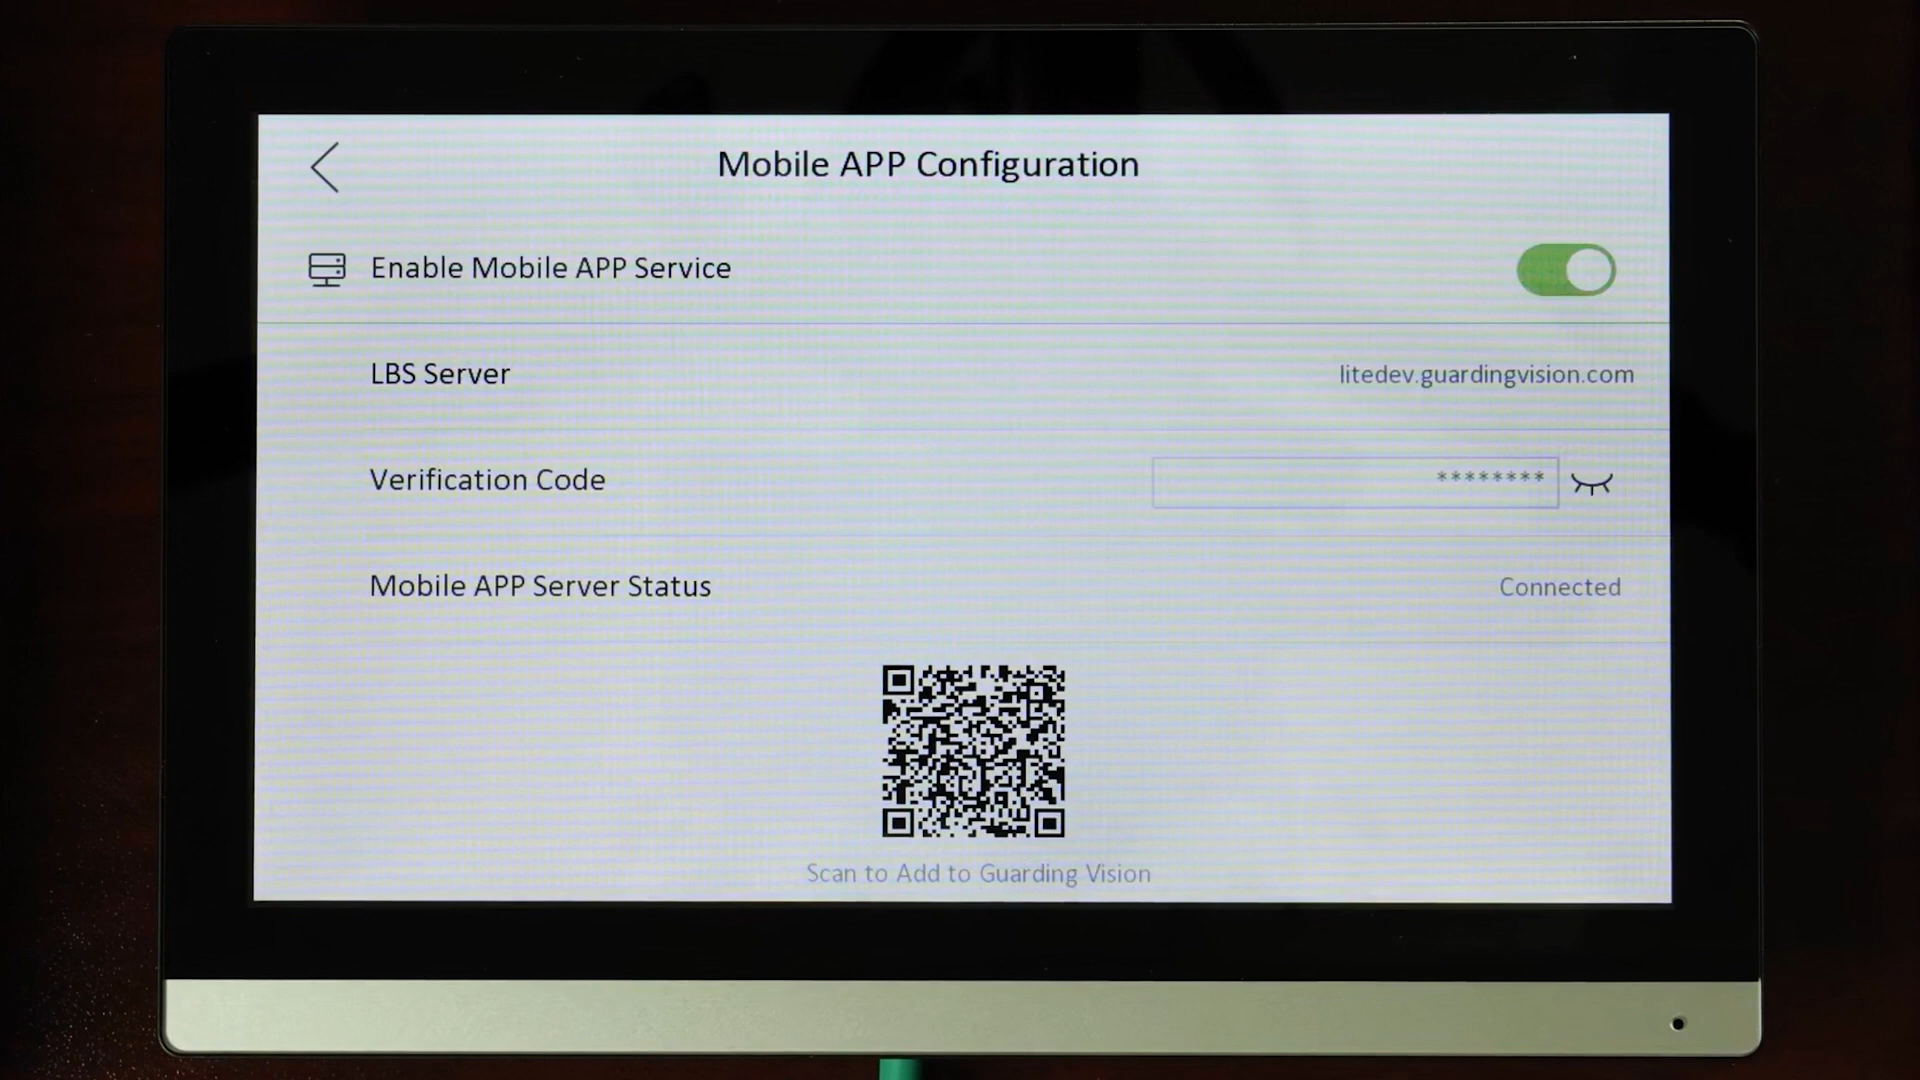 Mobile APP Configuration
Enable Mobile APP Service
LBS Server litedev.guardingvision.com
Verification Code ********
Mobile APP Server Status Connected
Scan to Add to Guarding Vision